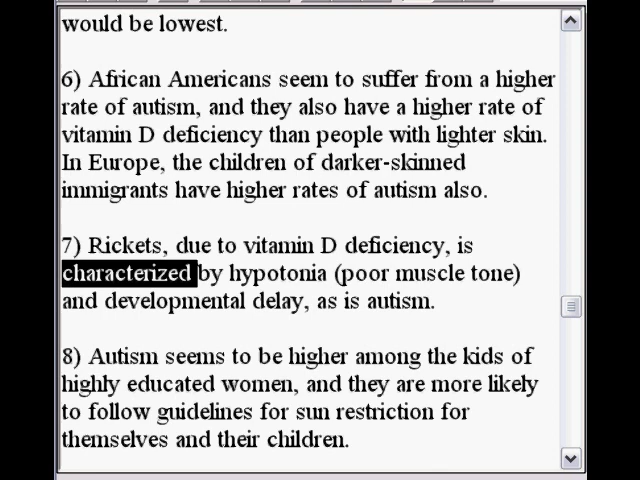 would be lowest.
6) African Americans seem to suffer from a higher
rate of autism, and they also have a higher rate of
vitamin D deficiency than people with lighter skin.
In Europe, the children of darker-skinned
immigrants have higher rates of autism also.
7) Rickets, due to vitamin D deficiency, is
characterized by hypotonia (poor muscle tone)
and developmental delay, as is autism.
8) Autism seems to be higher among the kids of
highly educated women, and they are more likely
to follow guidelines for sun restriction for
themselves and their children.